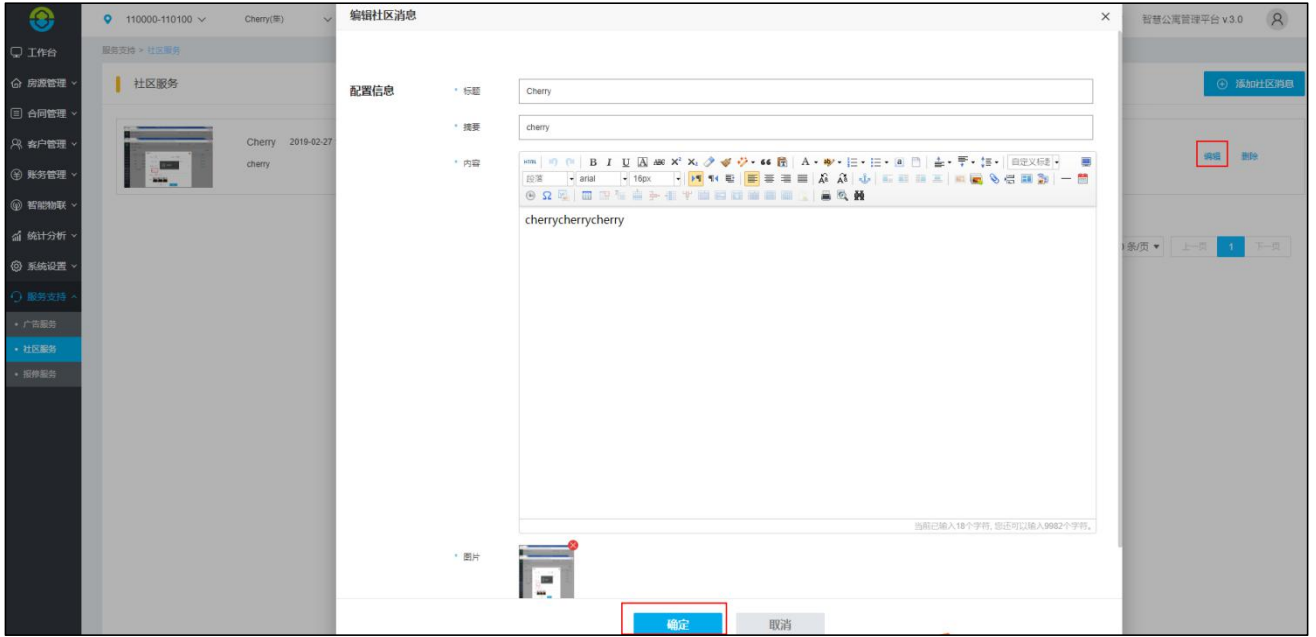 110000-110100
Cherry(栋)
编辑社区消息
智慧公寓管理平台 v.3.0
工作台
服务支持 > 社区服务
房源管理
社区服务
配置信息
* 标题
Cherry
添加社区消息
合同管理
* 摘要
cherry
客户管理
Cherry 2019-02-27
cherry
* 内容
HTML
自定义标题
编辑
删除
段落
arial
16px
账务管理
智能物联
cherrycherrycherry
统计分析
条/页
上一页
1
下一页
系统设置
服务支持
• 广告服务
• 社区服务
• 报修服务
当前已输入18个字符, 您还可以输入9982个字符。
* 图片
确定
取消